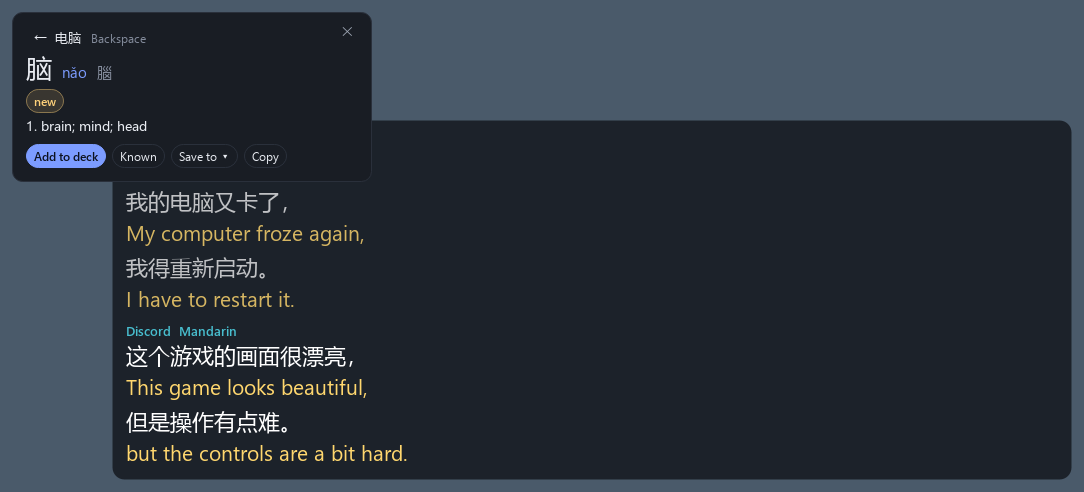 ← 电脑 Backspace
脑 nǎo 腦
new
1. brain; mind; head
Add to deck Known Save to ▾ Copy
我的电脑又卡了，
My computer froze again,
我得重新启动。
I have to restart it.
Discord Mandarin
这个游戏的画面很漂亮，
This game looks beautiful,
但是操作有点难。
but the controls are a bit hard.